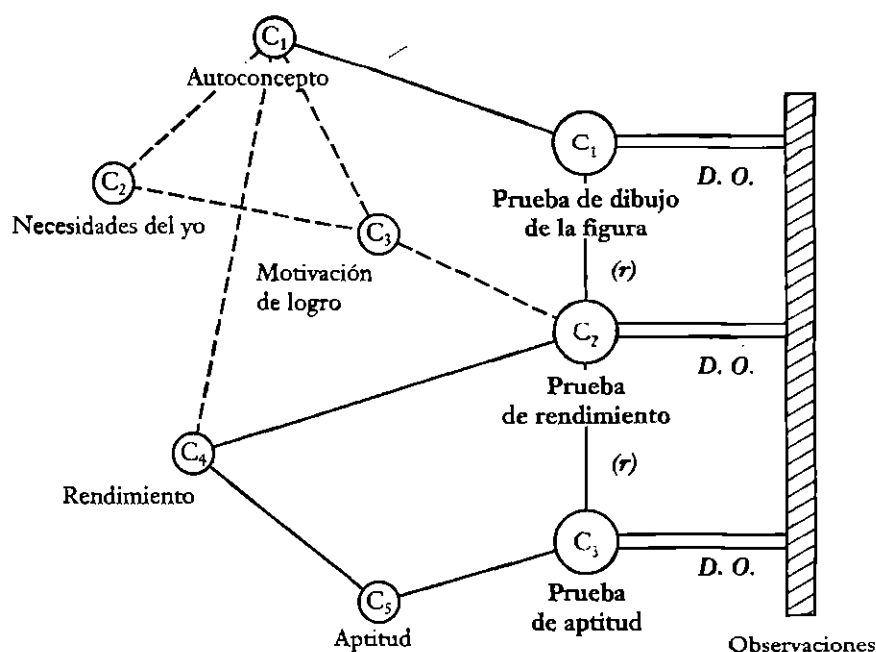 C₁
Autoconcepto
C₁
D. O.
C₂
Prueba de dibujo
de la figura
Necesidades del yo
C₃
Motivación
de logro
(r)
C₂
D. O.
Prueba
de rendimiento
C₄
(r)
Rendimiento
C₃
D. O.
C₅
Prueba
de aptitud
Aptitud
Observaciones